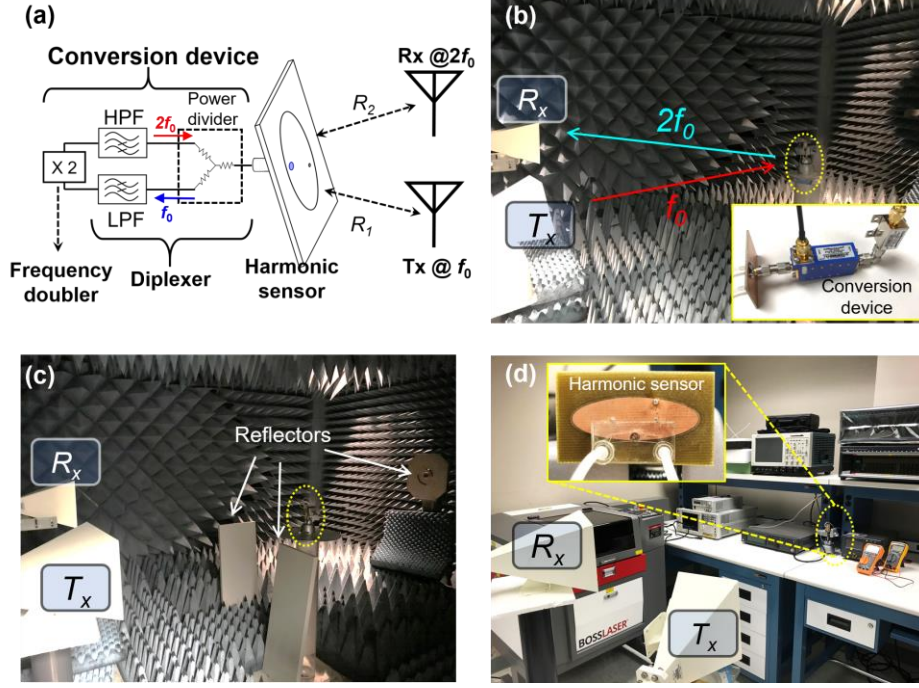 (a)
Conversion device
Power
divider
HPF
2f₀
X 2
f₀
LPF
Frequency
doubler
Diplexer
Harmonic
sensor
R₂
R₁
Rx @2f₀
Tx @ f₀
(b)
Rₓ
2f₀
f₀
Tₓ
Conversion
device
(c)
Reflectors
Rₓ
Tₓ
(d)
Harmonic sensor
Rₓ
Tₓ
BOSSLASER